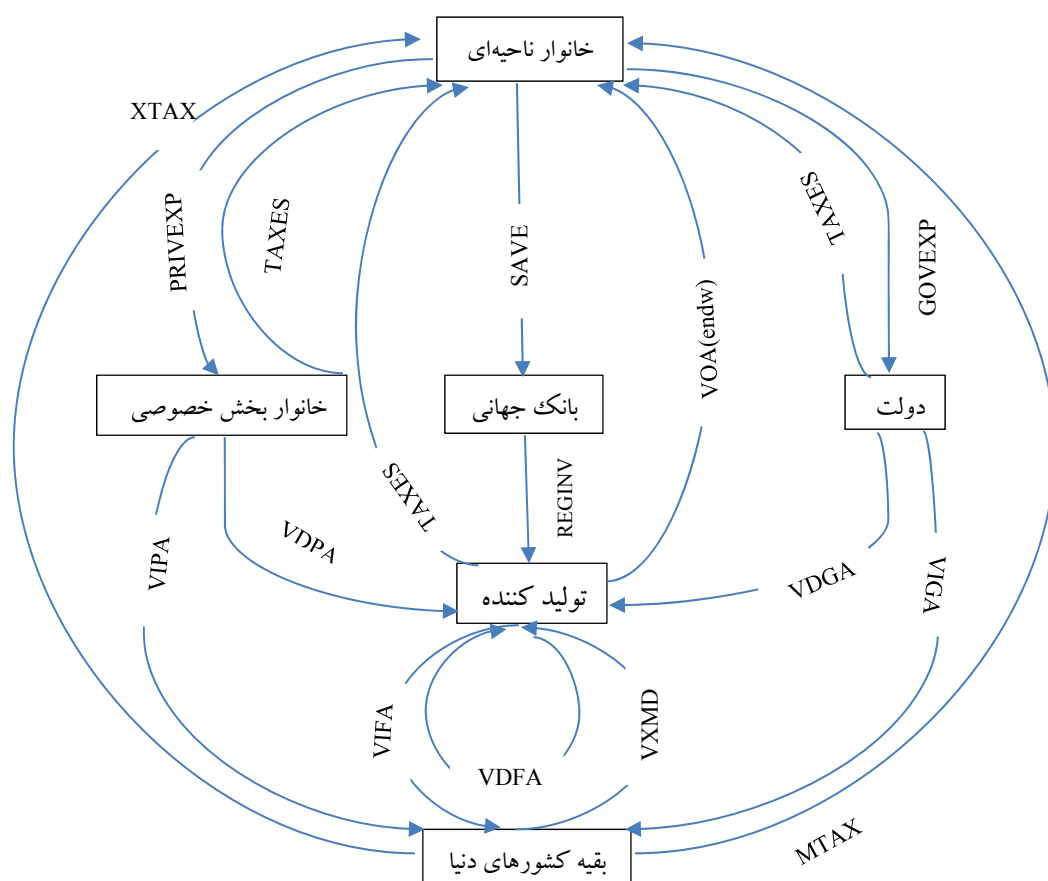 خانوار ناحیه‌ای
XTAX
PRIVEXP
TAXES
SAVE
TAXES
GOVEXP
VOA(endw)
خانوار بخش خصوصی
بانک جهانی
دولت
TAXES
REGINV
VIPA
VDPA
VDGA
VIGA
تولید کننده
VIFA
VDFA
VXMD
MTAX
بقیه کشورهای دنیا